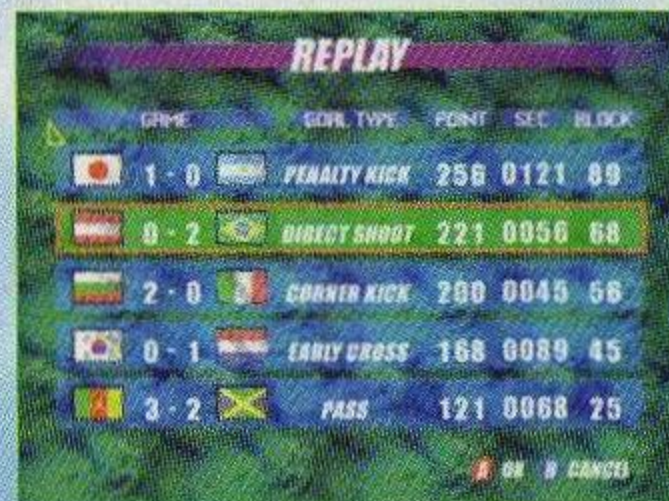 REPLAY
GAME GOAL TYPE POINT SEC BLOCK
1 - 0 PENALTY KICK 256 0121 89
0 - 2 DIRECT SHOOT 221 0056 68
2 - 0 CORNER KICK 200 0045 56
0 - 1 EARLY CROSS 168 0089 45
3 - 2 PASS 121 0068 25
A OK B CANCEL